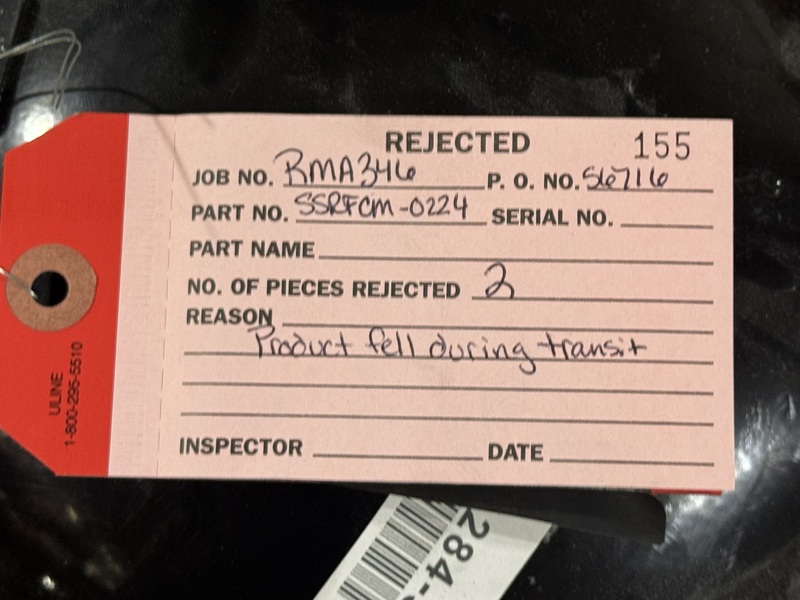 REJECTED 155
JOB NO. RMA346 P. O. NO. 56716
PART NO. SSRFCM-0224 SERIAL NO.
PART NAME
NO. OF PIECES REJECTED 2
REASON
Product fell during transit
INSPECTOR DATE
ULINE
1-800-295-5510
284-